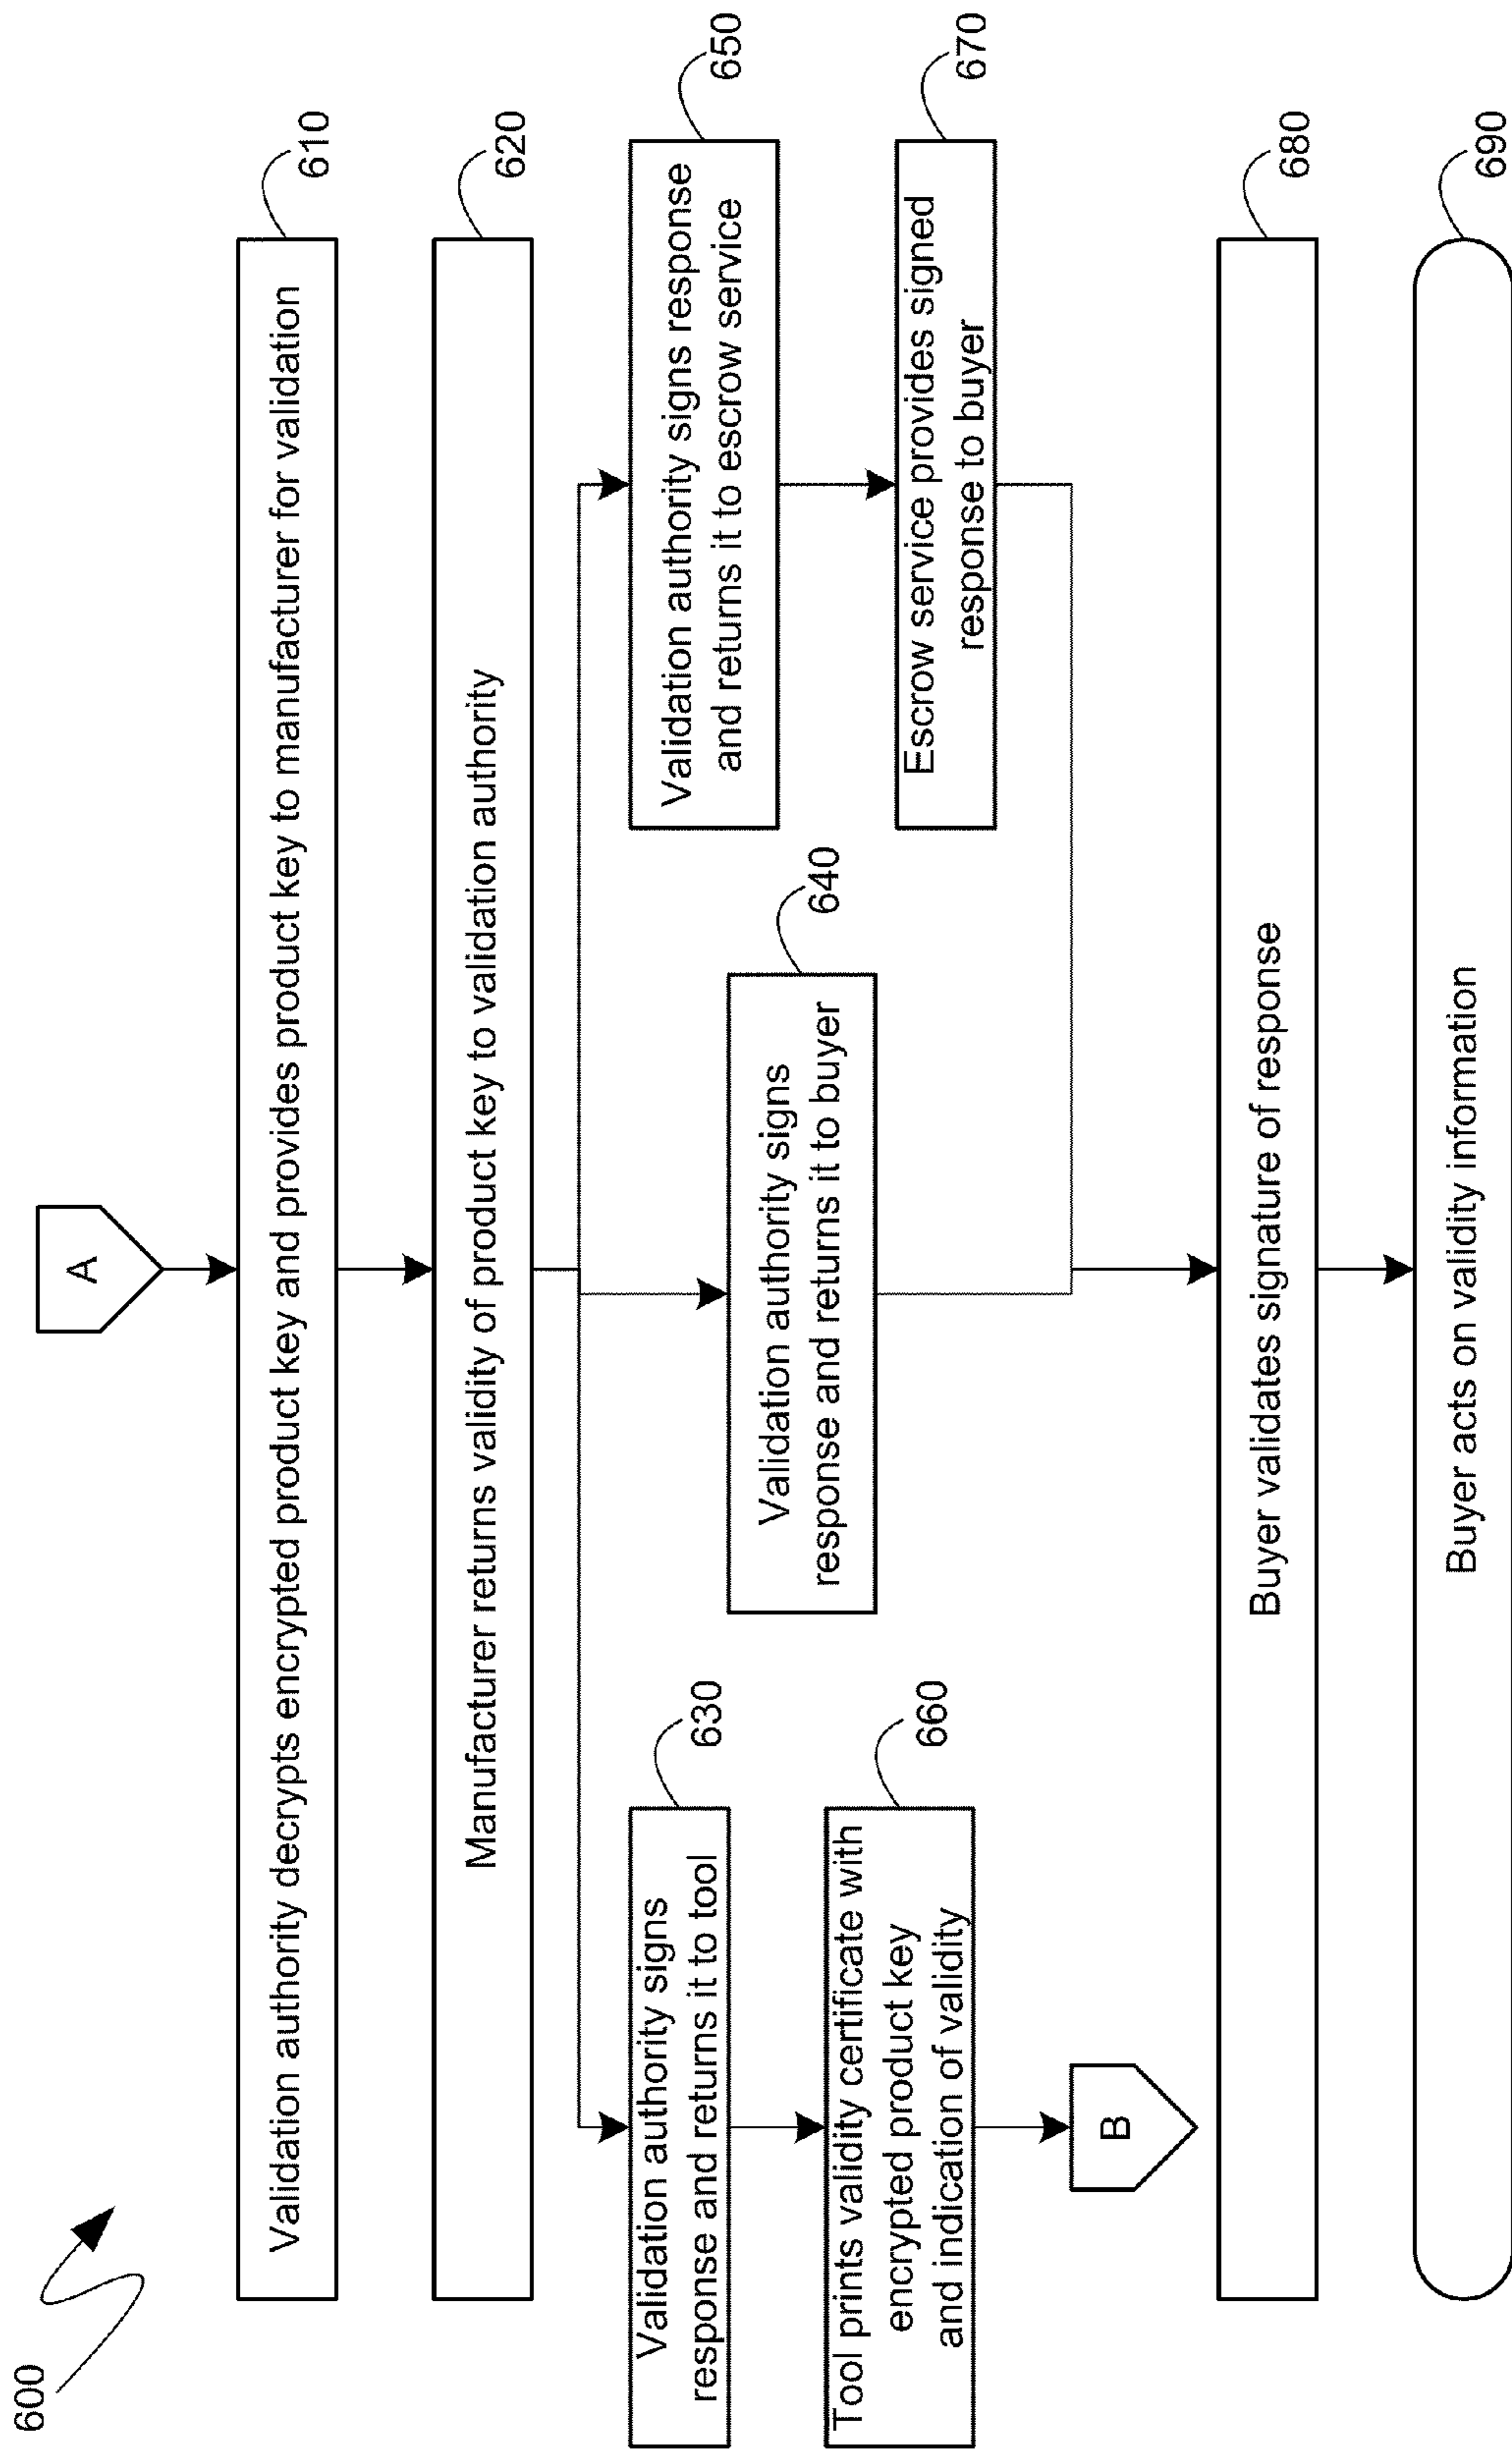 600
A
Validation authority decrypts encrypted product key and provides product key to manufacturer for validation
610
Manufacturer returns validity of product key to validation authority
620
Validation authority signs
response and returns it to tool
630
Validation authority signs
response and returns it to buyer
640
Validation authority signs response
and returns it to escrow service
650
Tool prints validity certificate with
encrypted product key
and indication of validity
660
Escrow service provides signed
response to buyer
670
B
Buyer validates signature of response
680
Buyer acts on validity information
690